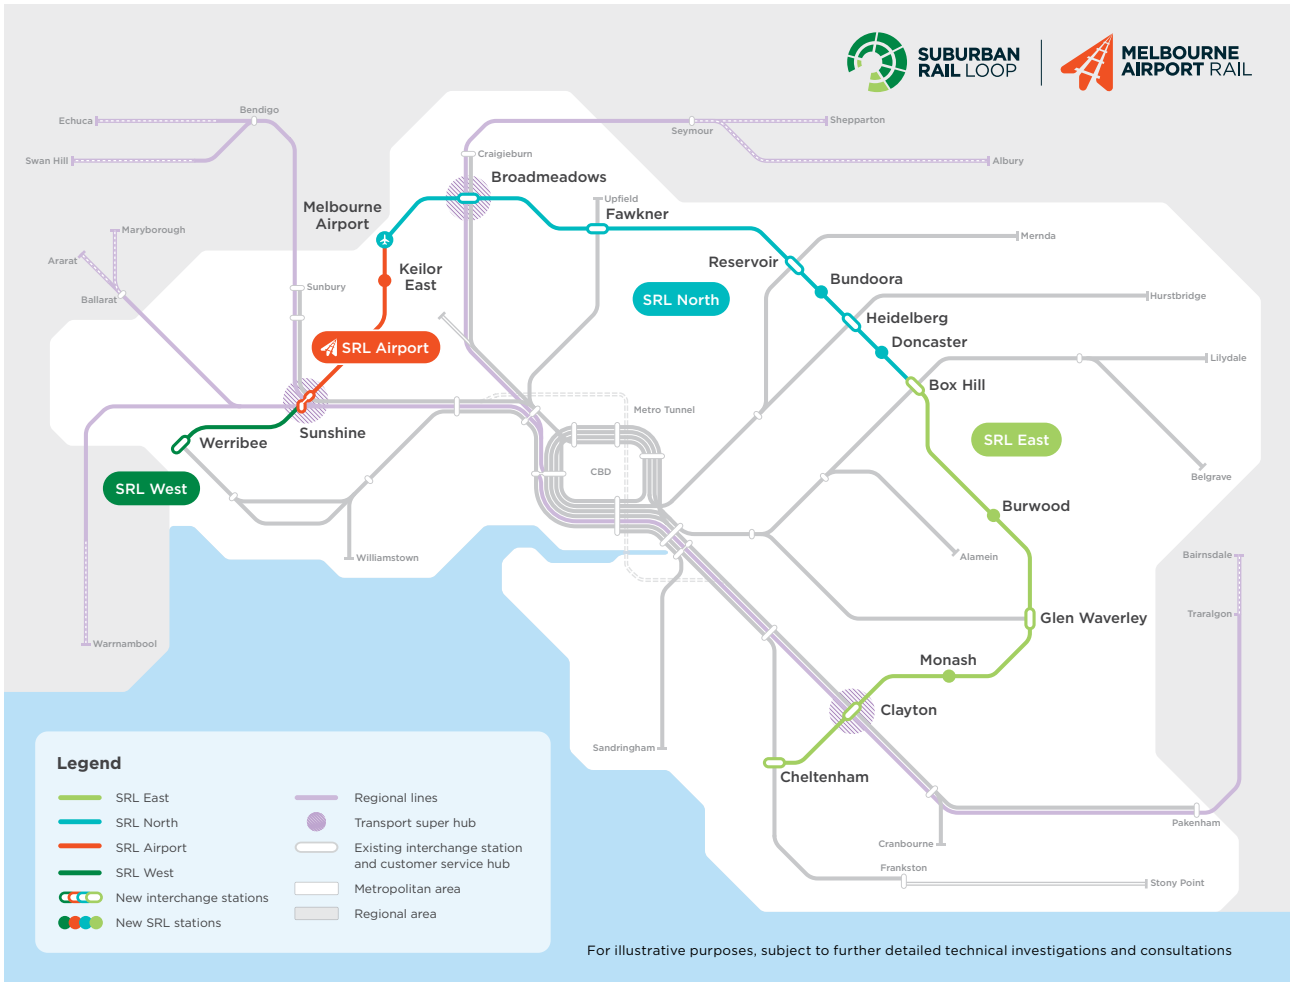 SUBURBAN
RAIL LOOP
MELBOURNE
AIRPORT RAIL
Bendigo
Echuca
Swan Hill
Shepparton
Seymour
Albury
Craigieburn
Broadmeadows
Melbourne
Airport
Upfield
Fawkner
Maryborough
Mernda
Ararat
Keilor
East
Reservoir
Bundoora
Sunbury
Ballarat
SRL North
Hurstbridge
Heidelberg
SRL Airport
Doncaster
Lilydale
Box Hill
Metro Tunnel
Sunshine
Werribee
SRL East
CBD
Belgrave
SRL West
Burwood
Williamstown
Alamein
Bairnsdale
Traralgon
Glen Waverley
Warrnambool
Monash
Clayton
Sandringham
Cheltenham
Pakenham
Cranbourne
Frankston
Stony Point
Legend
SRL East
SRL North
SRL Airport
SRL West
New interchange stations
New SRL stations
Regional lines
Transport super hub
Existing interchange station
and customer service hub
Metropolitan area
Regional area
For illustrative purposes, subject to further detailed technical investigations and consultations